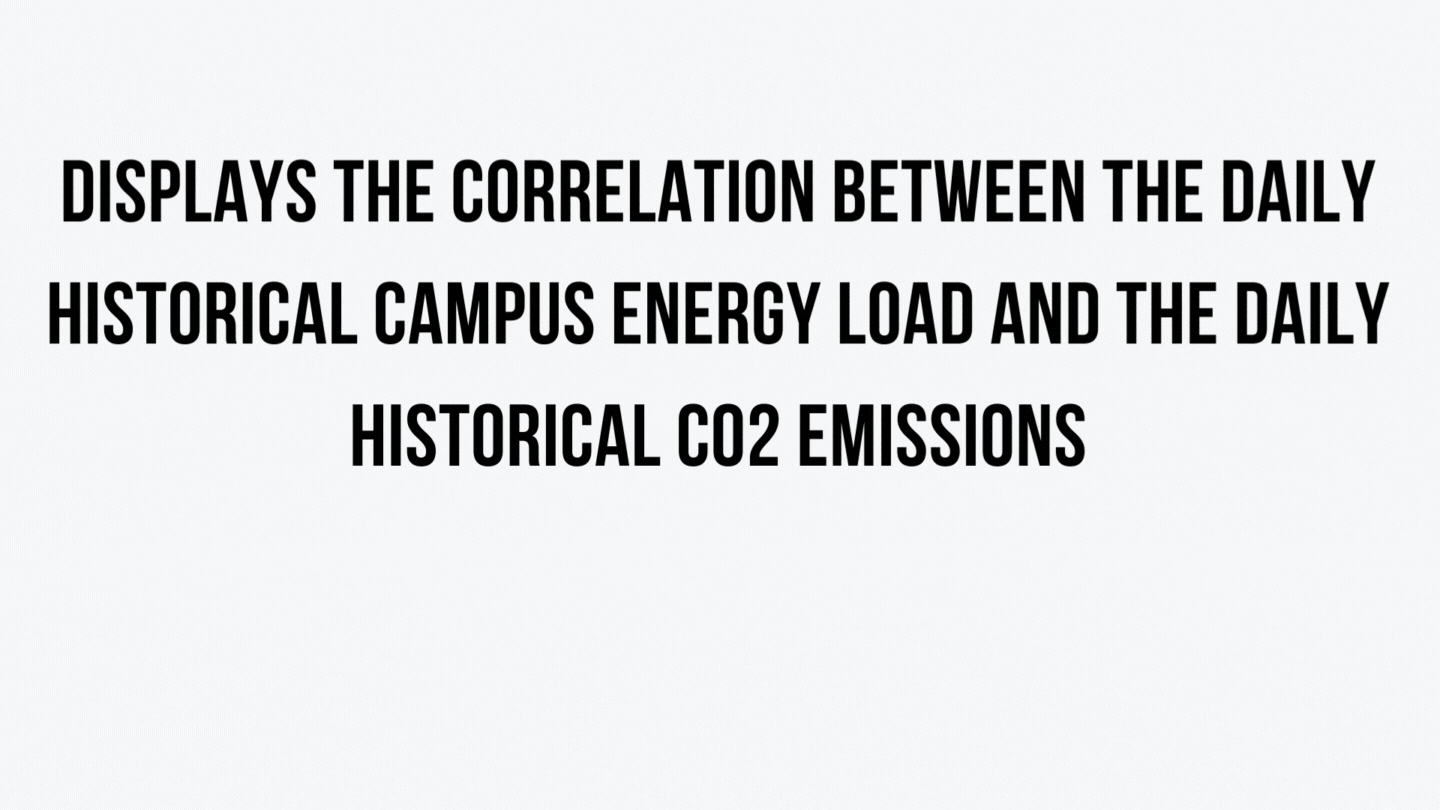 DISPLAYS THE CORRELATION BETWEEN THE DAILY
HISTORICAL CAMPUS ENERGY LOAD AND THE DAILY
HISTORICAL CO2 EMISSIONS